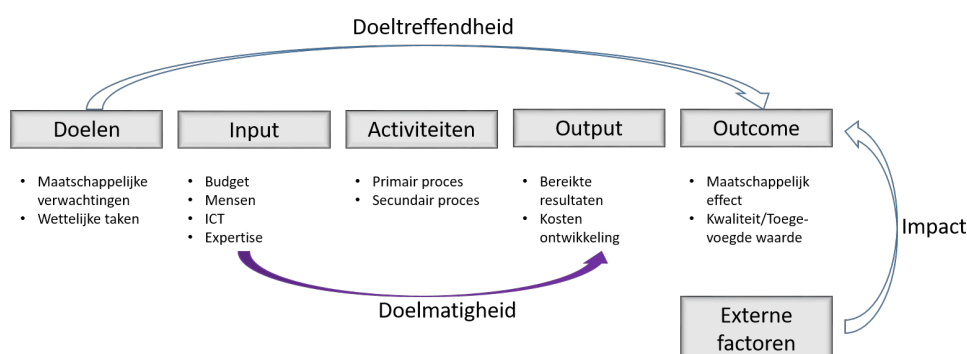 Doeltreffendheid
Doelen
Input
Activiteiten
Output
Outcome
• Maatschappelijke
verwachtingen
• Wettelijke taken
• Budget
• Mensen
• ICT
• Expertise
• Primair proces
• Secundair proces
• Bereikte
resultaten
• Kosten
ontwikkeling
• Maatschappelijk
effect
• Kwaliteit/Toege-
voegde waarde
Impact
Doelmatigheid
Externe
factoren